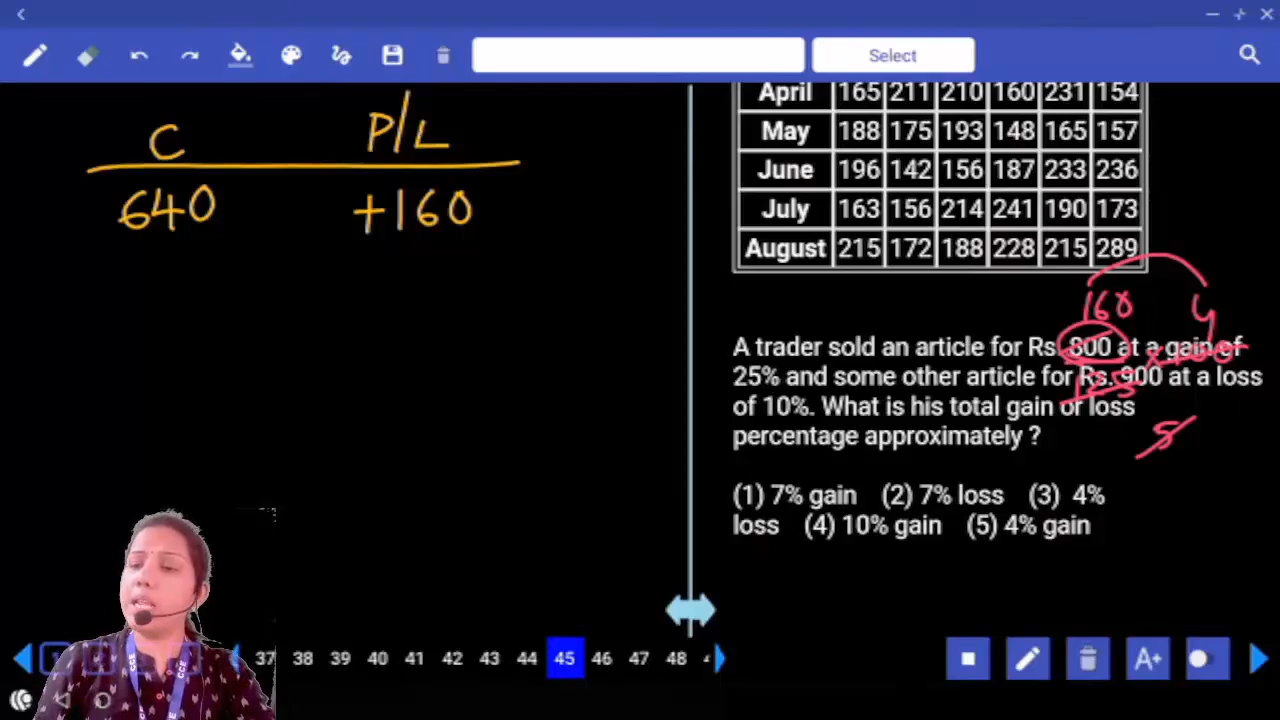 Select
C P/L
640 +160
April 165 211 210 160 231 154
May 188 175 193 148 165 157
June 196 142 156 187 233 236
July 163 156 214 241 190 173
August 215 172 188 228 215 289
160 4
A trader sold an article for Rs. 800 at a gain of
25% and some other article for Rs. 900 at a loss
of 10%. What is his total gain or loss
percentage approximately ?
5
(1) 7% gain (2) 7% loss (3) 4%
loss (4) 10% gain (5) 4% gain
37 38 39 40 41 42 43 44 45 46 47 48
A+
CCE